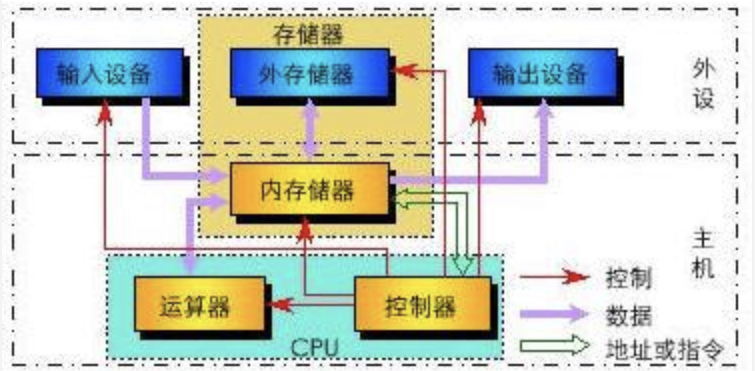 存储器
输入设备
外存储器
输出设备
外设
内存储器
主机
运算器
控制器
CPU
控制
数据
地址或指令